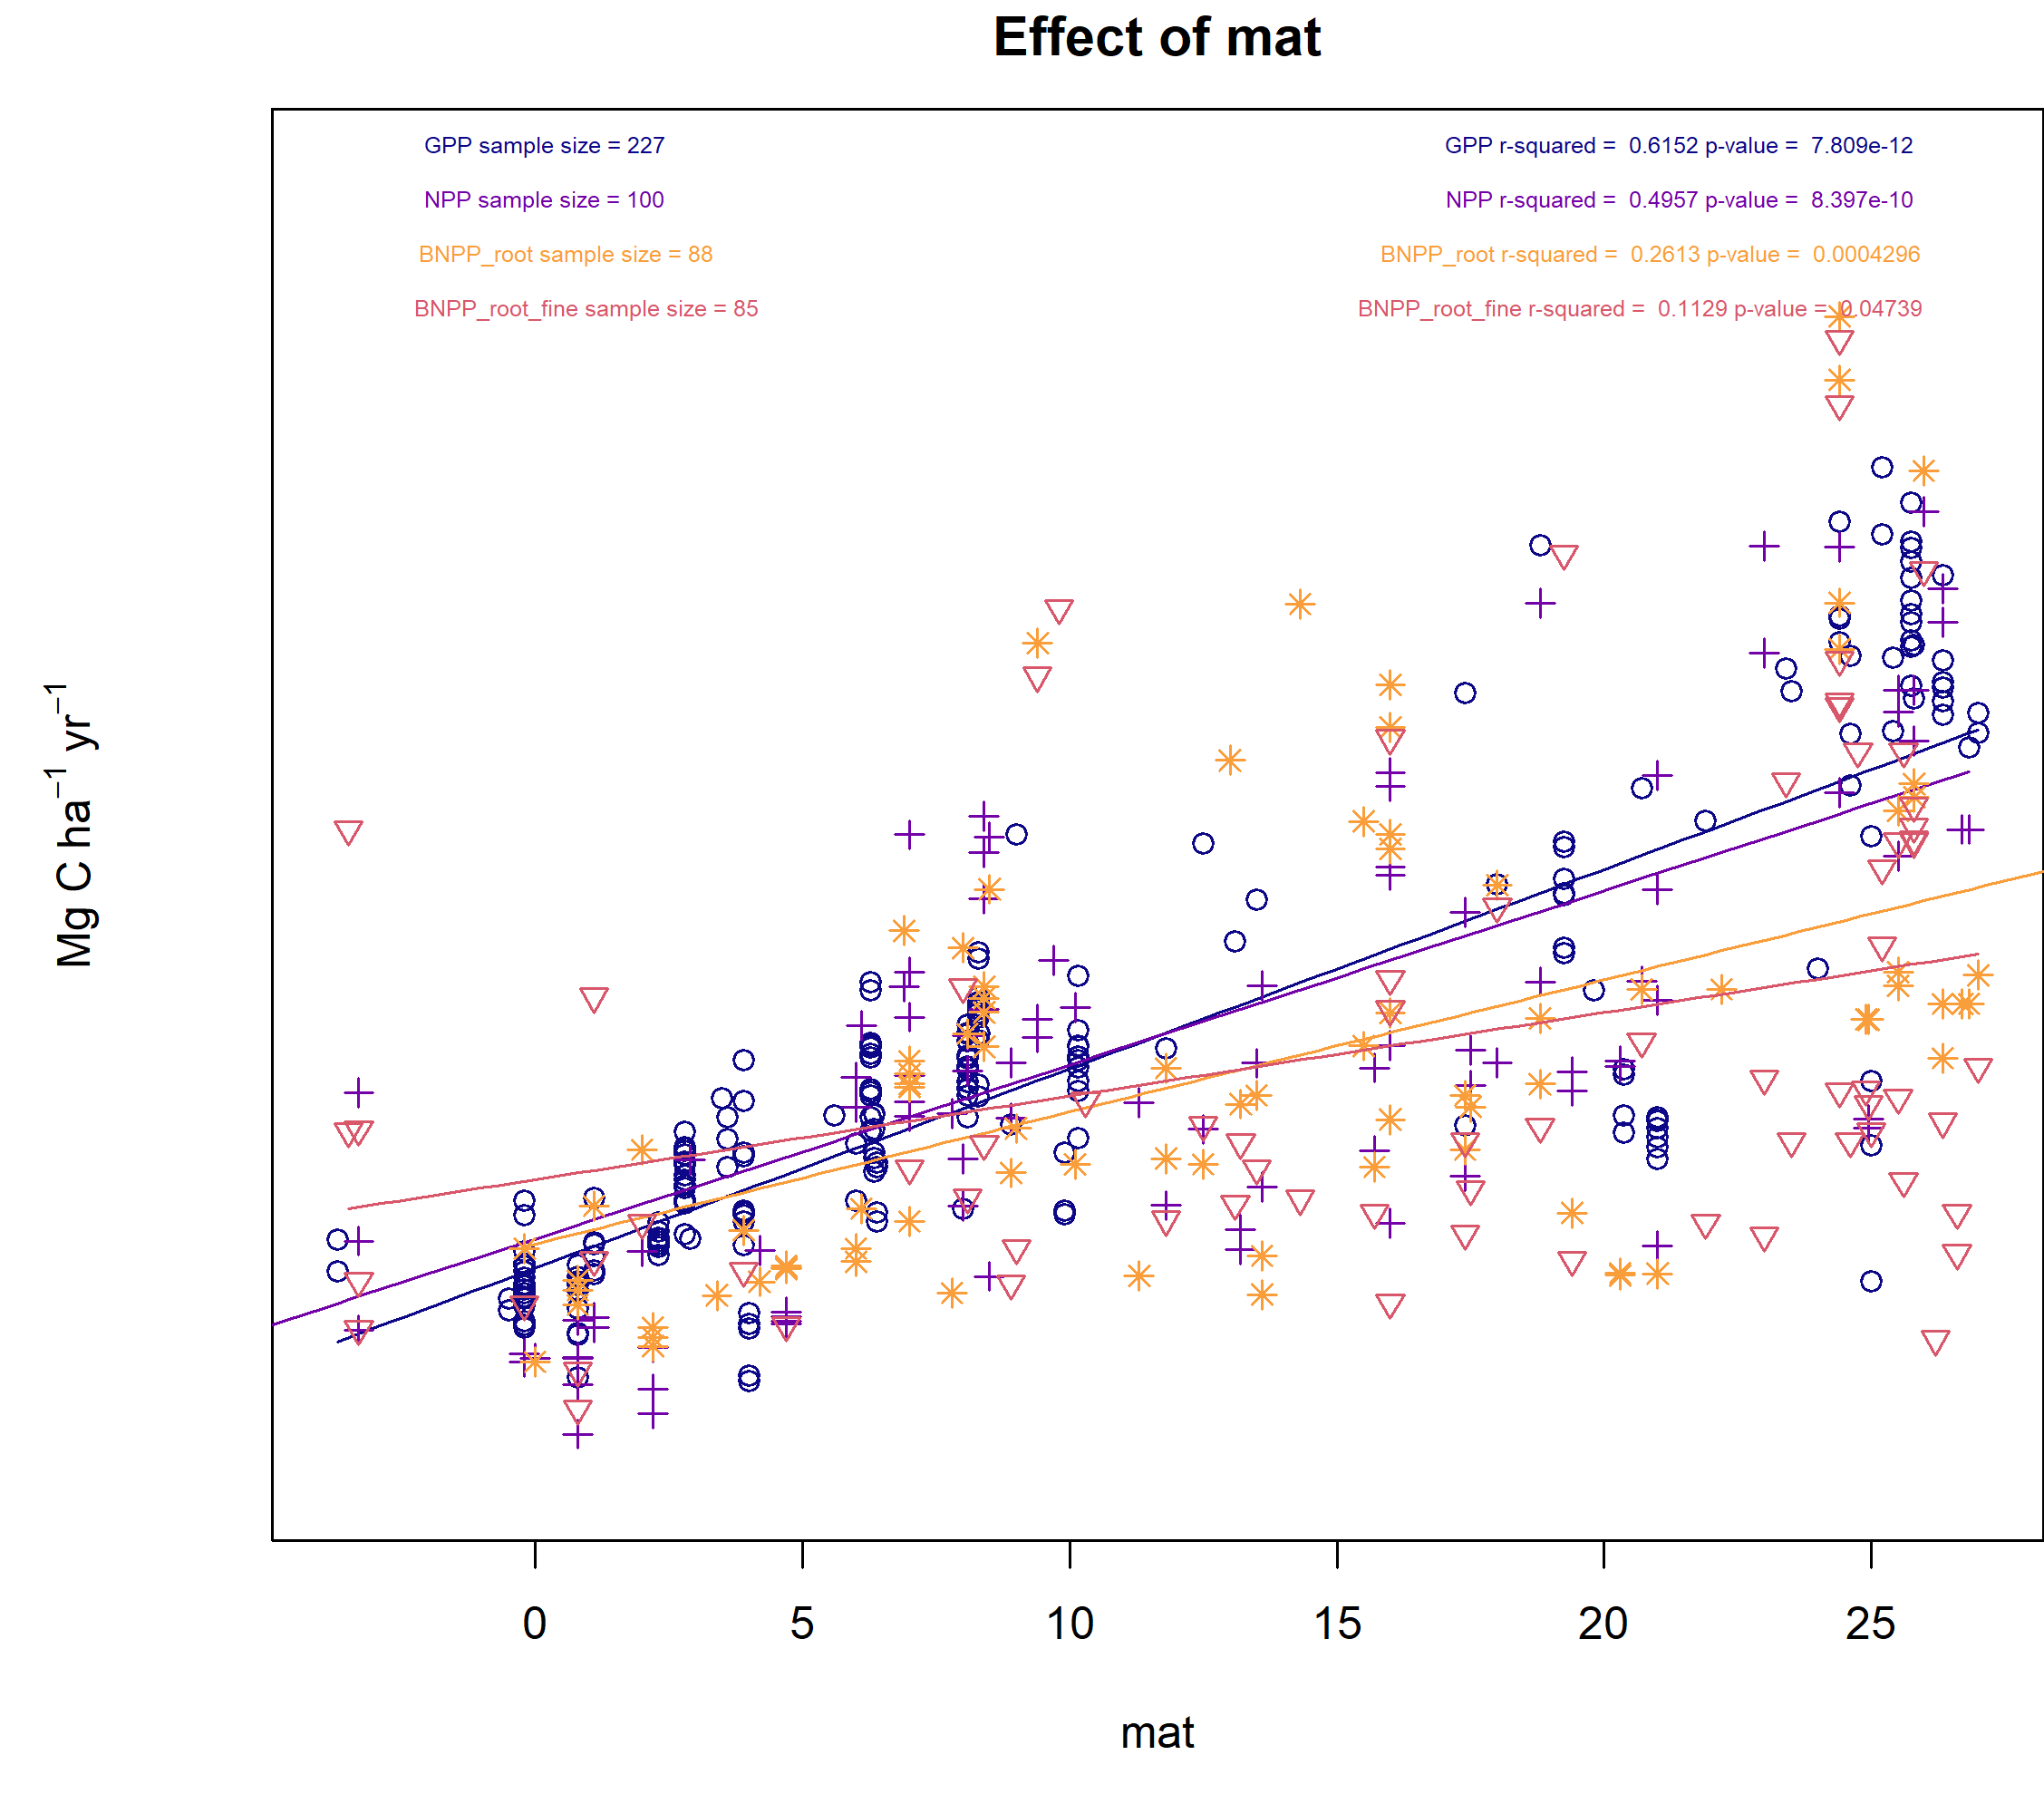 Effect of mat
GPP sample size = 227
GPP r-squared = 0.6152 p-value = 7.809e-12
NPP sample size = 100
NPP r-squared = 0.4957 p-value = 8.397e-10
BNPP_root sample size = 88
BNPP_root r-squared = 0.2613 p-value = 0.0004296
BNPP_root_fine sample size = 85
BNPP_root_fine r-squared = 0.1129 p-value = 0.04739
Mg C ha⁻¹ yr⁻¹
0 5 10 15 20 25
mat